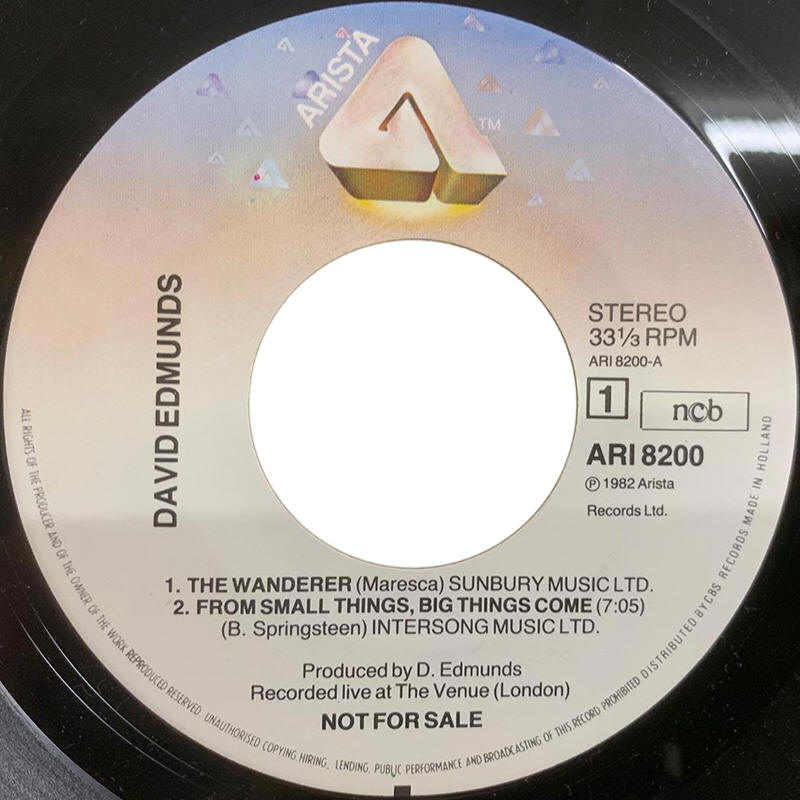 ARISTA
TM
DAVID EDMUNDS
STEREO
33⅓ RPM
ARI 8200-A
1
ncb
ARI 8200
Ⓟ 1982 Arista
Records Ltd.
1. THE WANDERER (Maresca) SUNBURY MUSIC LTD.
2. FROM SMALL THINGS, BIG THINGS COME (7:05)
(B. Springsteen) INTERSONG MUSIC LTD.
Produced by D. Edmunds
Recorded live at The Venue (London)
NOT FOR SALE
ALL RIGHTS OF THE PRODUCER AND OF THE OWNER OF THE WORK REPRODUCED RESERVED. UNAUTHORISED COPYING, HIRING, LENDING, PUBLIC PERFORMANCE AND BROADCASTING OF THIS RECORD PROHIBITED DISTRIBUTED BY CBS RECORDS MADE IN HOLLAND